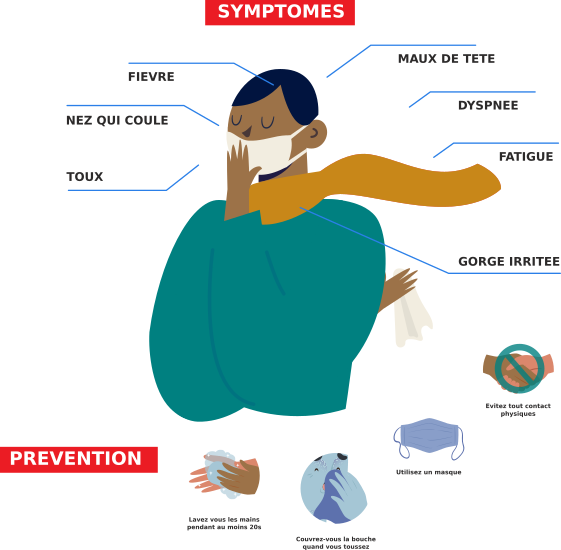 SYMPTOMES
MAUX DE TETE
FIEVRE
DYSPNEE
NEZ QUI COULE
FATIGUE
TOUX
GORGE IRRITEE
Evitez tout contact
physiques
PREVENTION
Utilisez un masque
Lavez vous les mains
pendant au moins 20s
Couvrez-vous la bouche
quand vous toussez